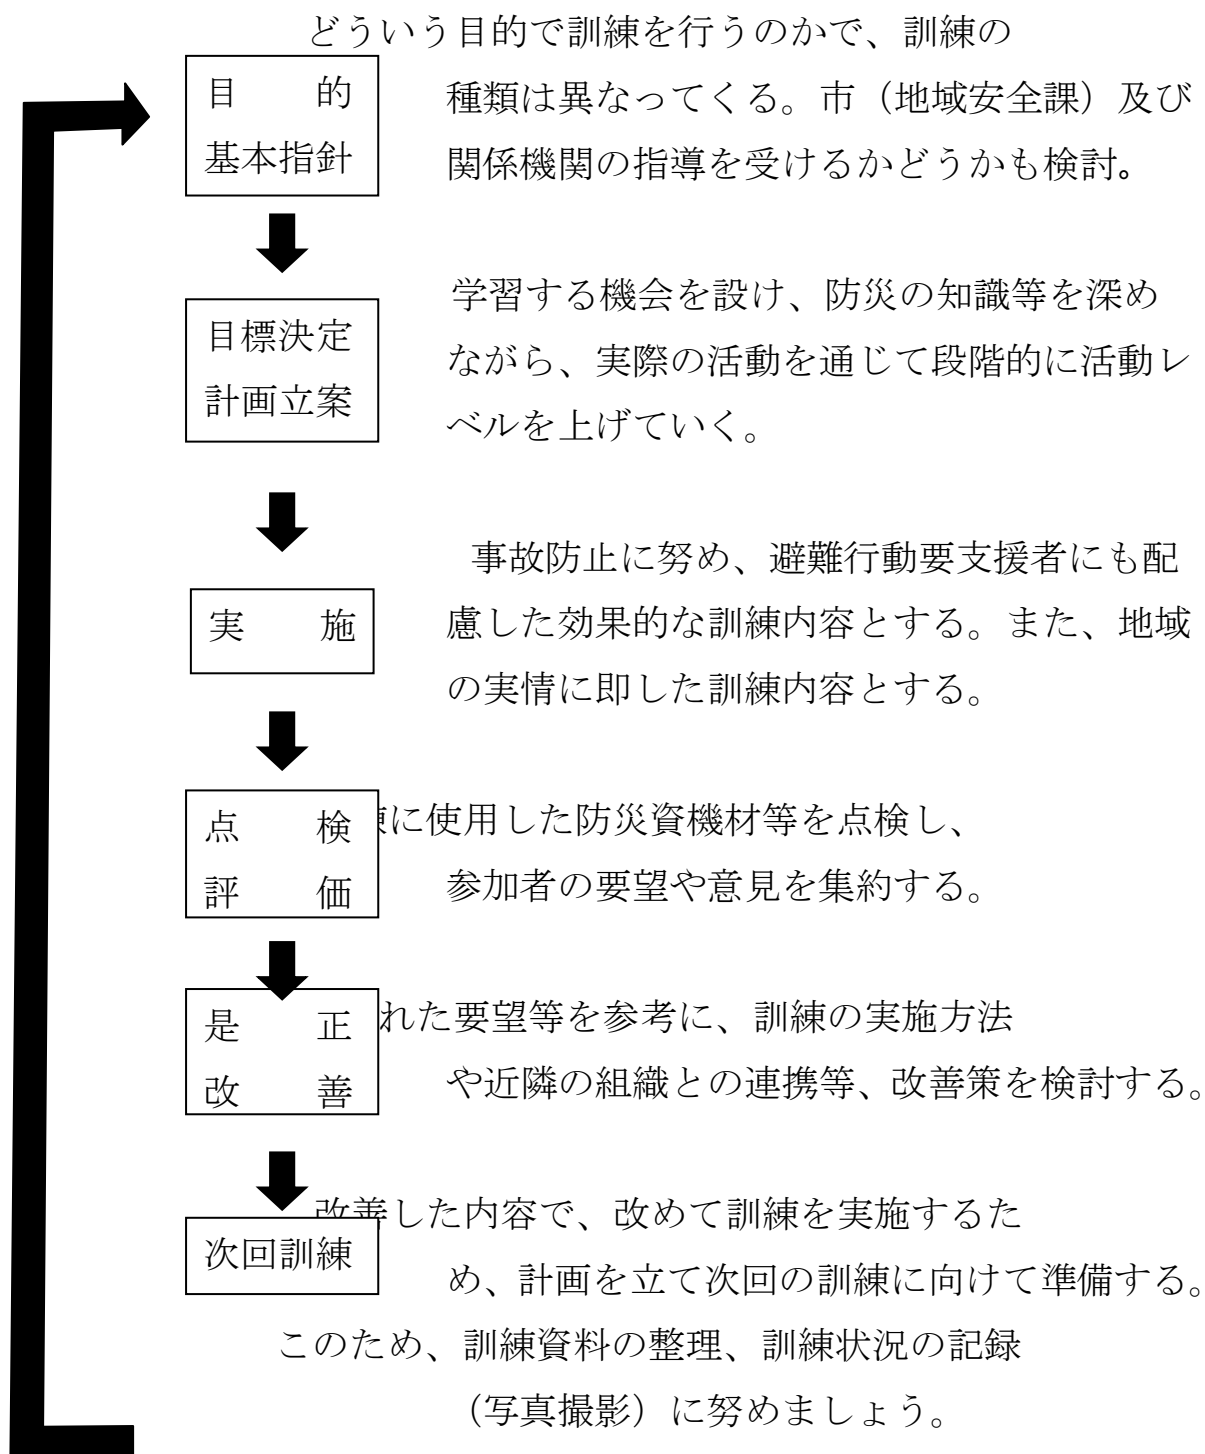 どういう目的で訓練を行うのかで、訓練の
目　　的
種類は異なってくる。市（地域安全課）及び
基本指針
関係機関の指導を受けるかどうかも検討。
学習する機会を設け、防災の知識等を深め
目標決定
ながら、実際の活動を通じて段階的に活動レ
計画立案
ベルを上げていく。
事故防止に努め、避難行動要支援者にも配
実　　施
慮した効果的な訓練内容とする。また、地域
の実情に即した訓練内容とする。
点　　検
に使用した防災資機材等を点検し、
評　　価
参加者の要望や意見を集約する。
是　　正
れた要望等を参考に、訓練の実施方法
改　　善
や近隣の組織との連携等、改善策を検討する。
改善した内容で、改めて訓練を実施するた
次回訓練
め、計画を立て次回の訓練に向けて準備する。
このため、訓練資料の整理、訓練状況の記録
（写真撮影）に努めましょう。